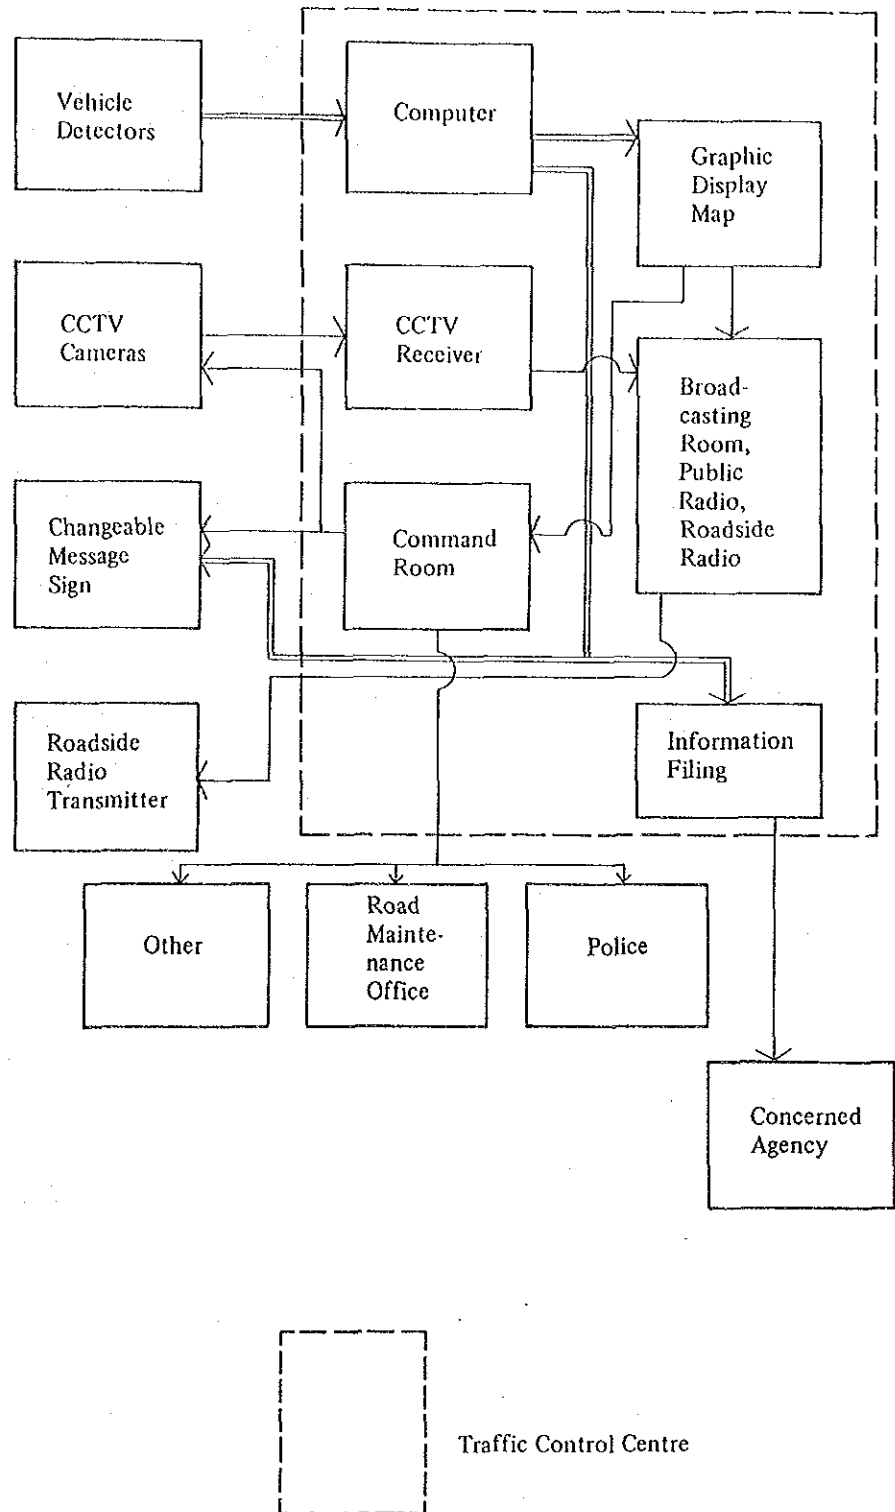 Vehicle
Detectors
Computer
Graphic
Display
Map
CCTV
Cameras
CCTV
Receiver
Broad-
casting
Room,
Public
Radio,
Roadside
Radio
Changeable
Message
Sign
Command
Room
Roadside
Radio
Transmitter
Information
Filing
Other
Road
Mainte-
nance
Office
Police
Concerned
Agency
Traffic Control Centre